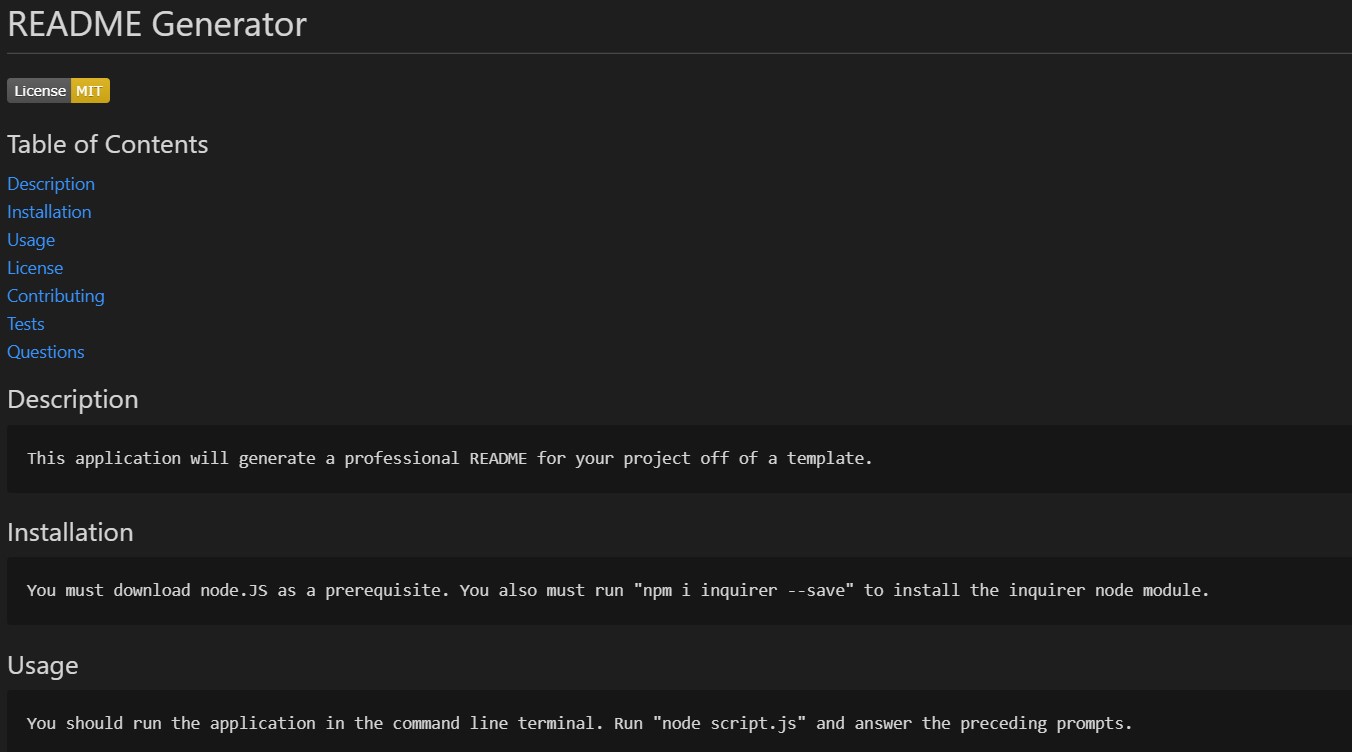 README Generator
License MIT
Table of Contents
Description
Installation
Usage
License
Contributing
Tests
Questions
Description
This application will generate a professional README for your project off of a template.
Installation
You must download node.JS as a prerequisite. You also must run "npm i inquirer --save" to install the inquirer node module.
Usage
You should run the application in the command line terminal. Run "node script.js" and answer the preceding prompts.